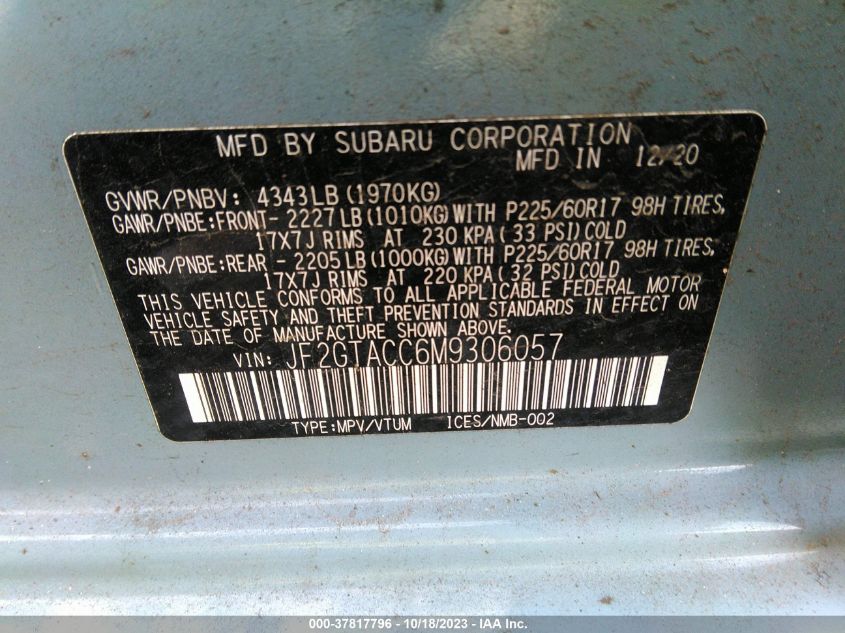 MFD BY SUBARU CORPORATION
MFD IN 12/20
GVWR/PNBV: 4343LB (1970KG)
GAWR/PNBE:FRONT- 2227LB (1010KG) WITH P225/60R17 98H TIRES,
17X7J RIMS AT 230 KPA ( 33 PSI) COLD
GAWR/PNBE:REAR - 2205LB (1000KG) WITH P225/60R17 98H TIRES,
17X7J RIMS AT 220 KPA ( 32 PSI) COLD
THIS VEHICLE CONFORMS TO ALL APPLICABLE FEDERAL MOTOR
VEHICLE SAFETY AND THEFT PREVENTION STANDARDS IN EFFECT ON
THE DATE OF MANUFACTURE SHOWN ABOVE.
VIN: JF2GTACC6M9306057
TYPE:MPV/VTUM ICES/NMB-002
000-37817796 - 10/18/2023 - © IAA, Inc.